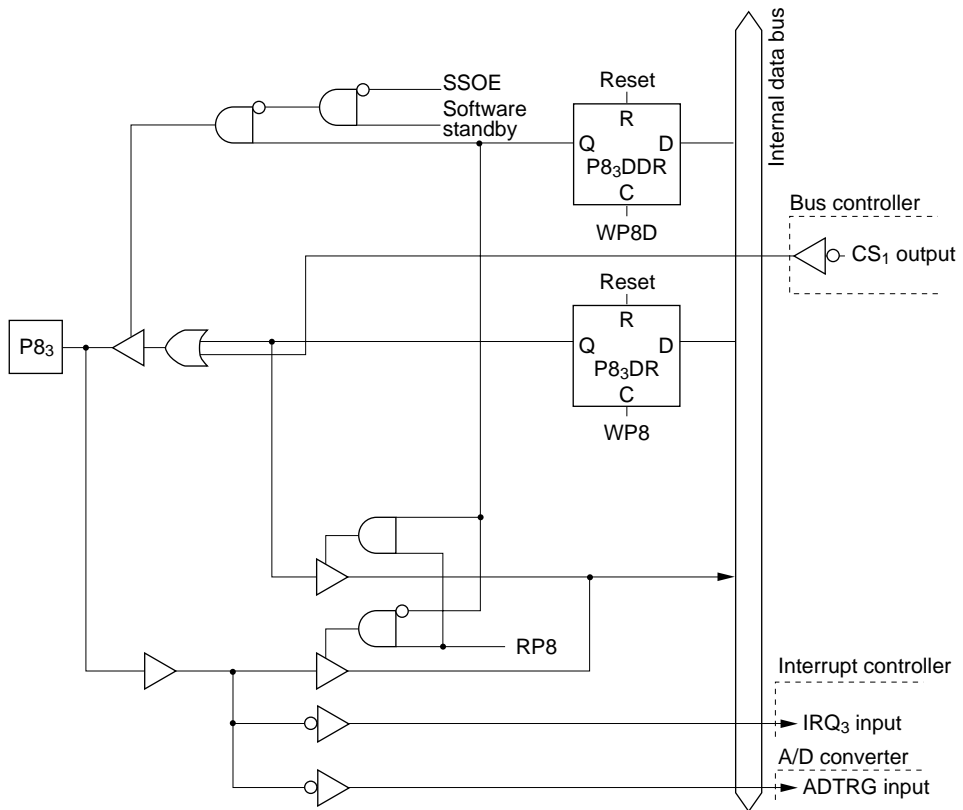 Internal data bus
SSOE
Software
standby
Reset
R
Q D
P8₃DDR
C
WP8D
Bus controller
CS₁ output
Reset
R
Q D
P8₃DR
C
WP8
P8₃
RP8
Interrupt controller
IRQ₃ input
A/D converter
ADTRG input